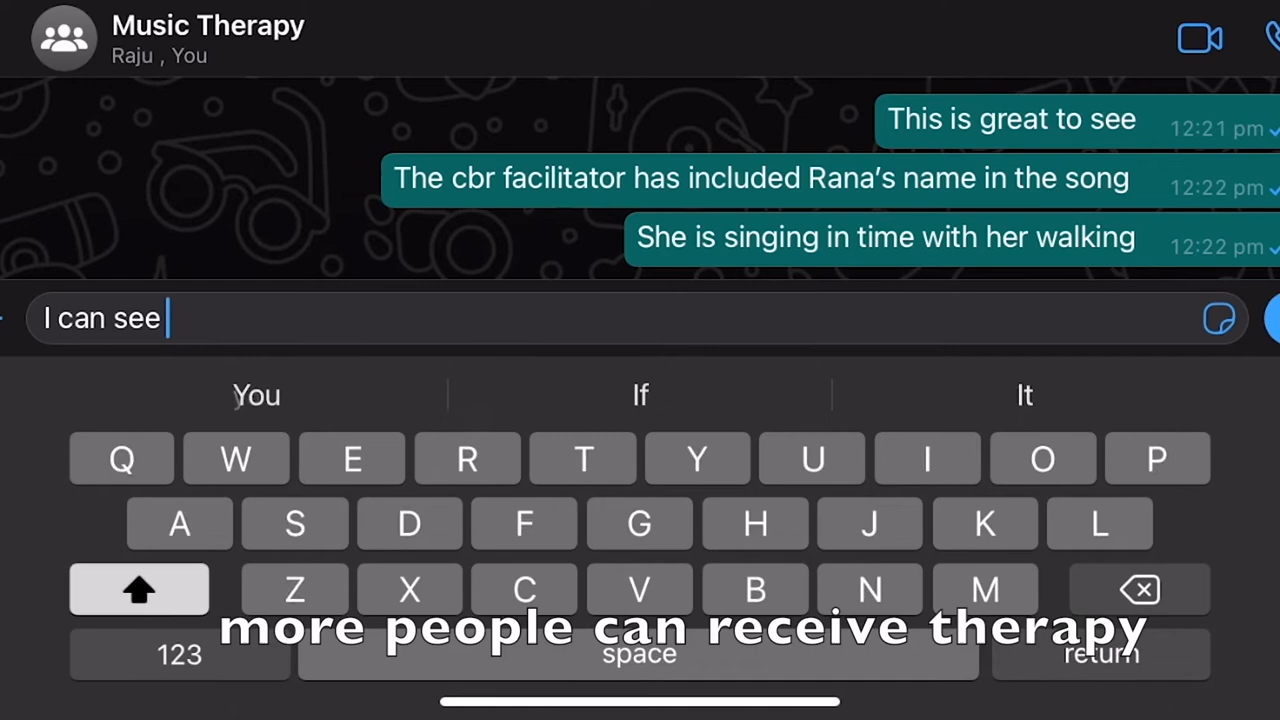 Music Therapy
Raju , You
This is great to see 12:21 pm
The cbr facilitator has included Rana’s name in the song 12:22 pm
She is singing in time with her walking 12:22 pm
I can see
You If It
Q W E R T Y U I O P
A S D F G H J K L
Z X C V B N M
more people can receive therapy
123 space return